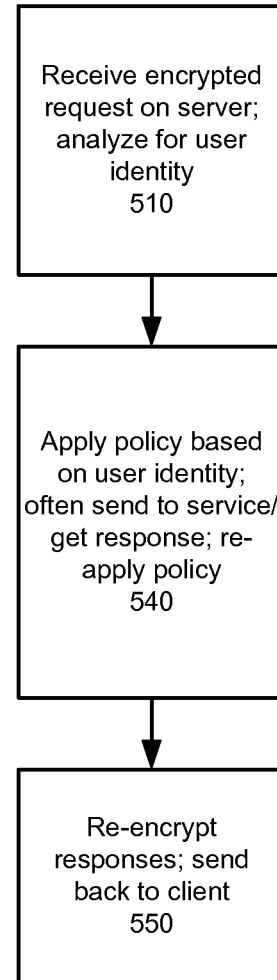 Receive encrypted
request on server;
analyze for user
identity
510
Apply policy based
on user identity;
often send to service/
get response; re-
apply policy
540
Re-encrypt
responses; send
back to client
550